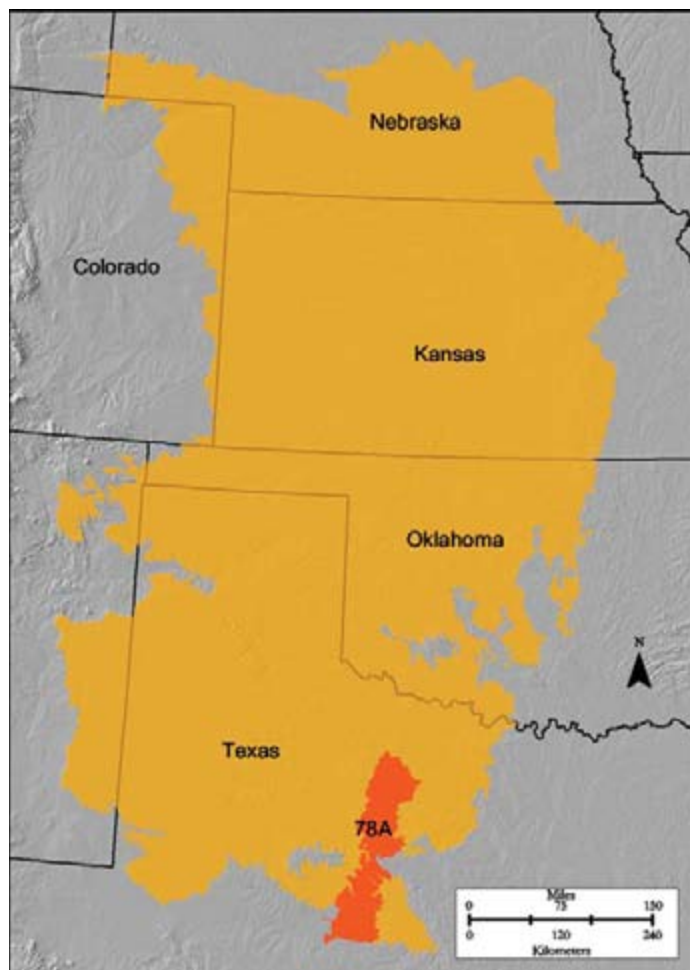 Nebraska
Colorado
Kansas
Oklahoma
N
Texas
78A
Miles
0 75 150
0 120 240
Kilometers